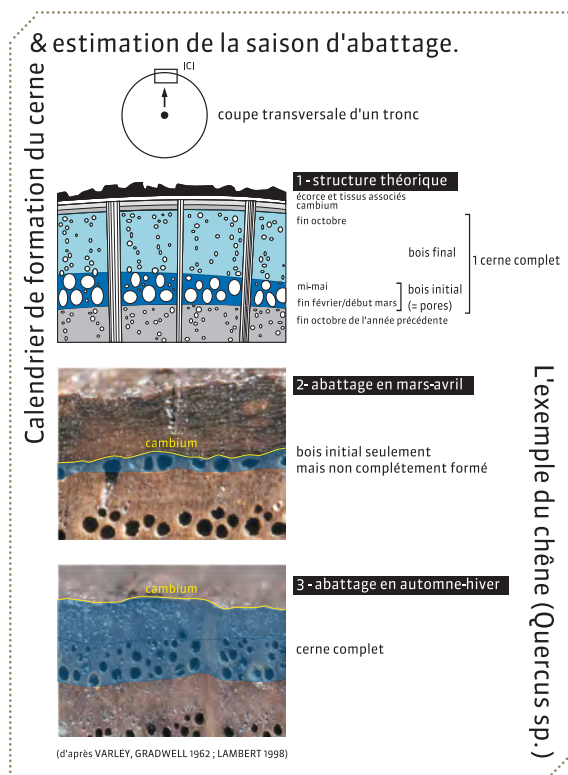 Calendrier de formation du cerne
& estimation de la saison d'abattage.
ICI
coupe transversale d'un tronc
1 - structure théorique
écorce et tissus associés
cambium
fin octobre
bois final
1 cerne complet
mi-mai
bois initial
fin février/début mars
(= pores)
fin octobre de l'année précédente
2- abattage en mars-avril
cambium
bois initial seulement
mais non complétement formé
3 - abattage en automne-hiver
cambium
cerne complet
L'exemple du chêne (Quercus sp.)
(d'après VARLEY, GRADWELL 1962 ; LAMBERT 1998)